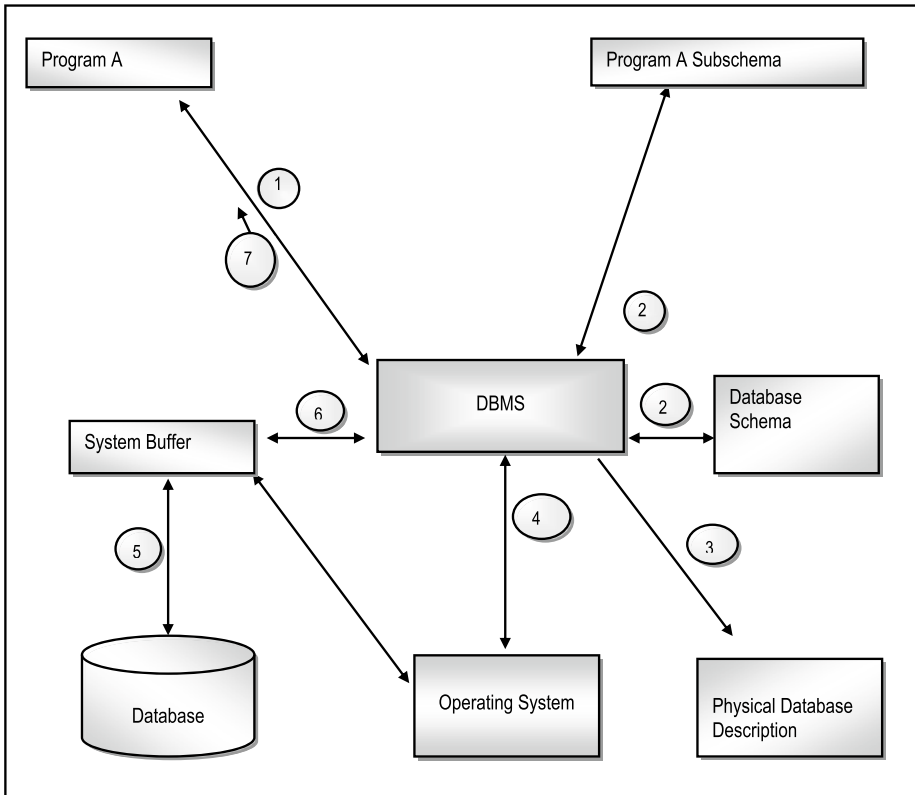 Program A
Program A Subschema
1
7
2
DBMS
Database
Schema
2
6
System Buffer
4
3
5
Database
Operating System
Physical Database
Description